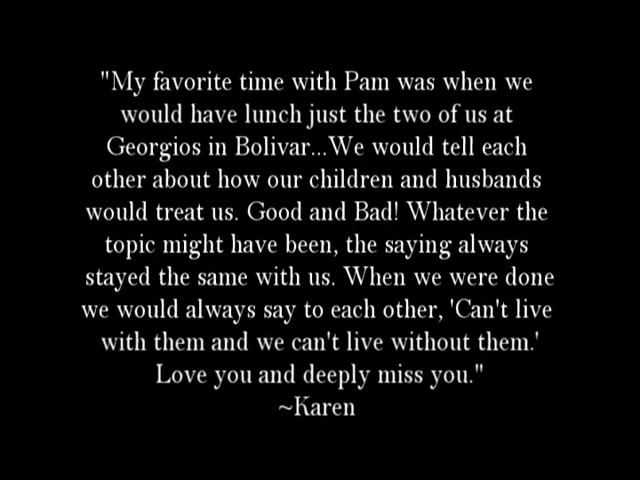 "My favorite time with Pam was when we
would have lunch just the two of us at
Georgios in Bolivar...We would tell each
other about how our children and husbands
would treat us. Good and Bad! Whatever the
topic might have been, the saying always
stayed the same with us. When we were done
we would always say to each other, 'Can't live
with them and we can't live without them.'
Love you and deeply miss you."
~Karen